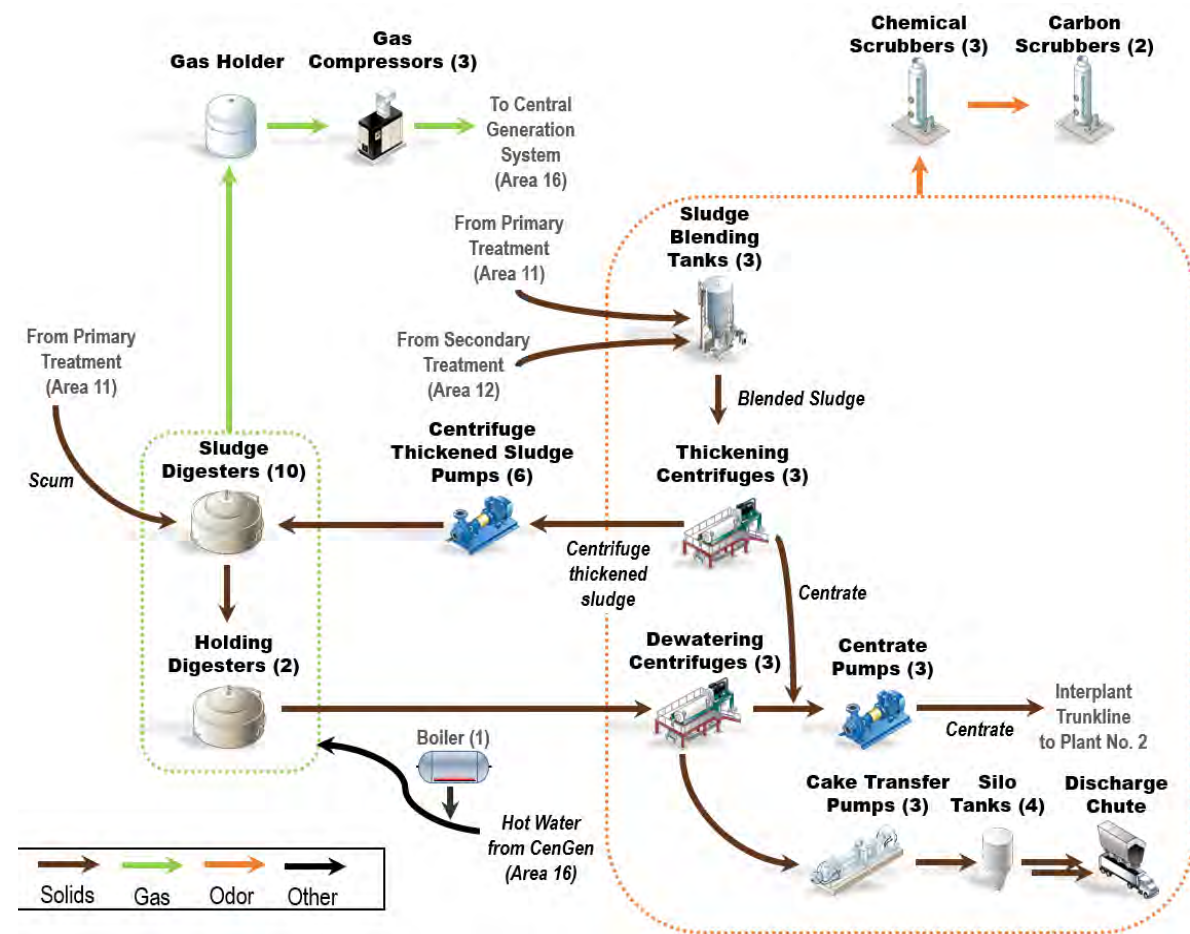 Gas Holder
Gas
Compressors (3)
To Central
Generation
System
(Area 16)
Chemical
Scrubbers (3)
Carbon
Scrubbers (2)
From Primary
Treatment
(Area 11)
Sludge
Blending
Tanks (3)
From Primary
Treatment
(Area 11)
From Secondary
Treatment
(Area 12)
Blended Sludge
Scum
Sludge
Digesters (10)
Centrifuge
Thickened Sludge
Pumps (6)
Thickening
Centrifuges (3)
Centrifuge
thickened
sludge
Centrate
Holding
Digesters (2)
Dewatering
Centrifuges (3)
Centrate
Pumps (3)
Centrate
Interplant
Trunkline
to Plant No. 2
Boiler (1)
Hot Water
from CenGen
(Area 16)
Cake Transfer
Pumps (3)
Silo
Tanks (4)
Discharge
Chute
Solids
Gas
Odor
Other